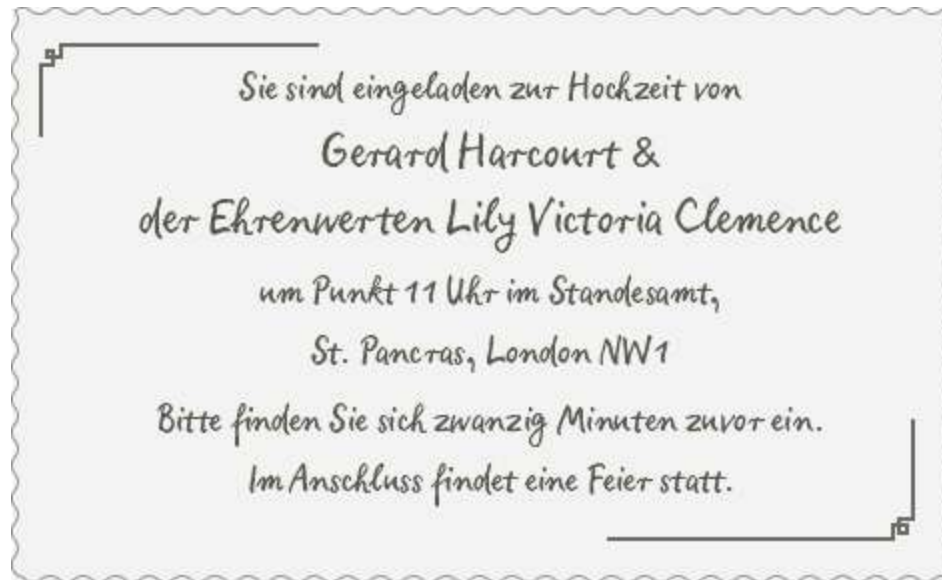 Sie sind eingeladen zur Hochzeit von
Gerard Harcourt &
der Ehrenwerten Lily Victoria Clemence
um Punkt 11 Uhr im Standesamt,
St. Pancras, London NW1
Bitte finden Sie sich zwanzig Minuten zuvor ein.
Im Anschluss findet eine Feier statt.